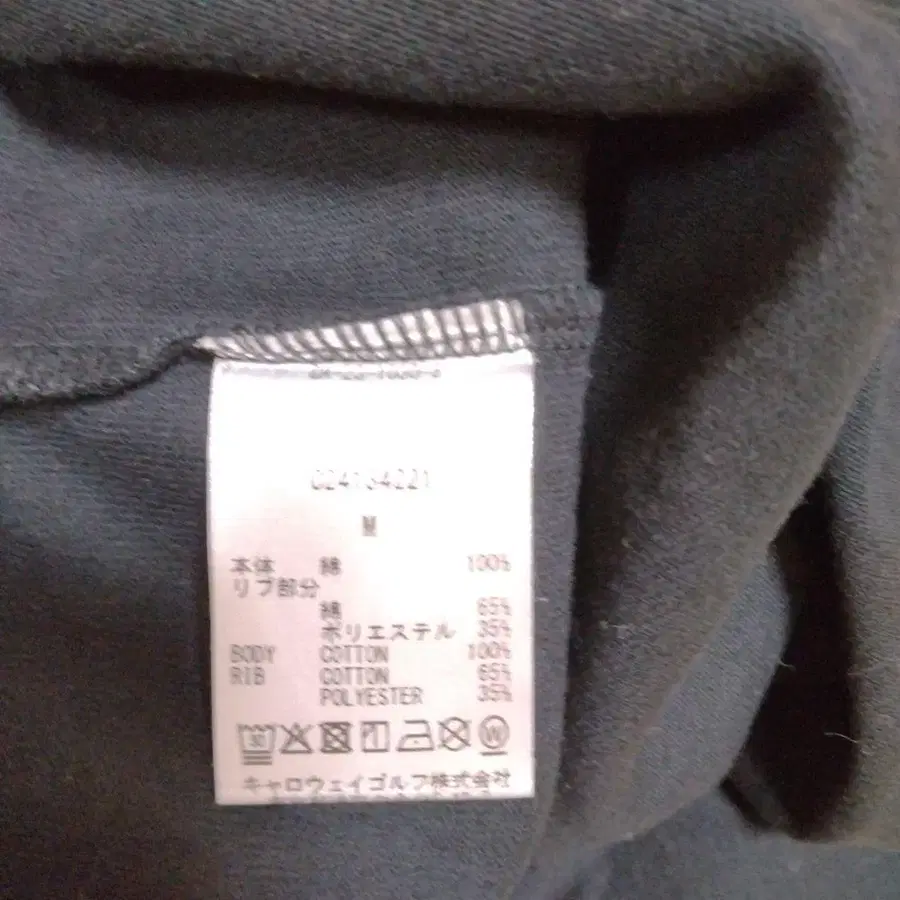 C24134221
M
本体 綿 100%
リブ部分
綿 65%
ポリエステル 35%
BODY COTTON 100%
RIB COTTON 65%
POLYESTER 35%
W
キャロウェイゴルフ株式会社